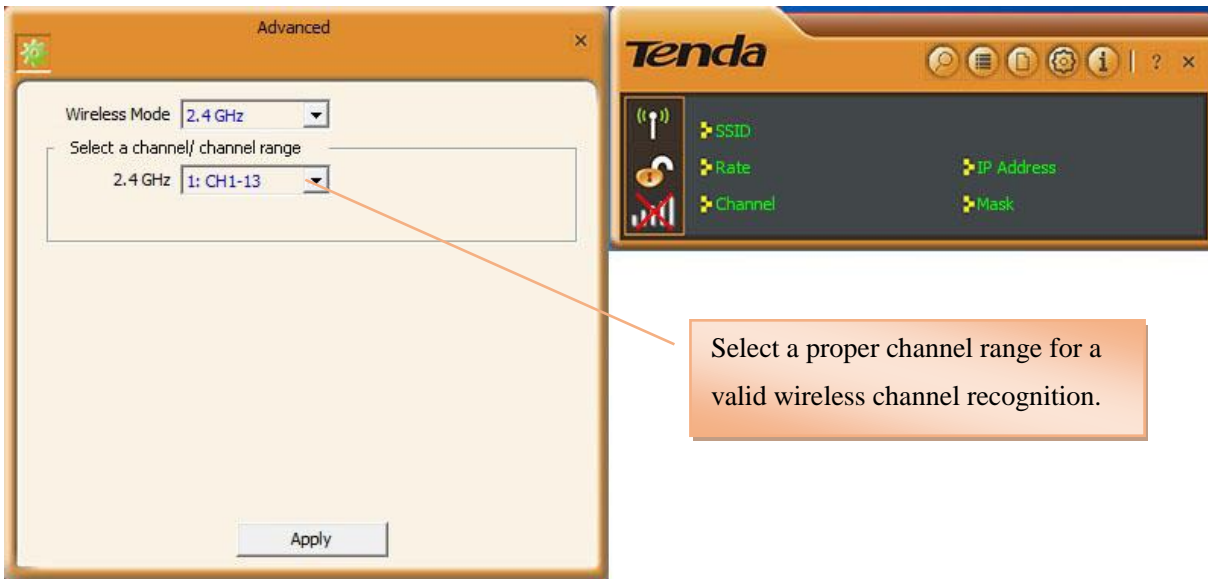 Advanced
Wireless Mode 2.4 GHz
Select a channel/ channel range
2.4 GHz 1: CH1-13
Apply
Tenda
? ×
SSID
Rate
IP Address
Channel
Mask
Select a proper channel range for a
valid wireless channel recognition.